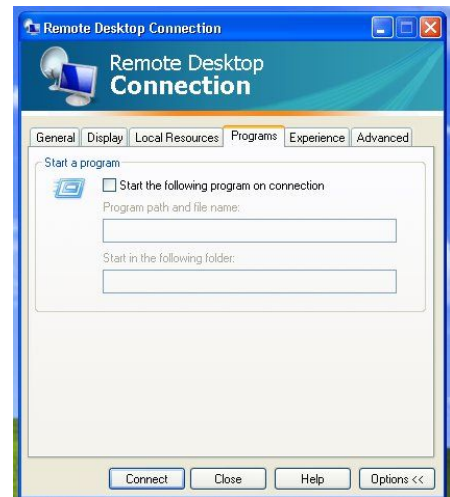 Remote Desktop Connection
Remote Desktop
Connection
General Display Local Resources Programs Experience Advanced
Start a program
Start the following program on connection
Program path and file name:
Start in the following folder:
Connect Close Help Options <<